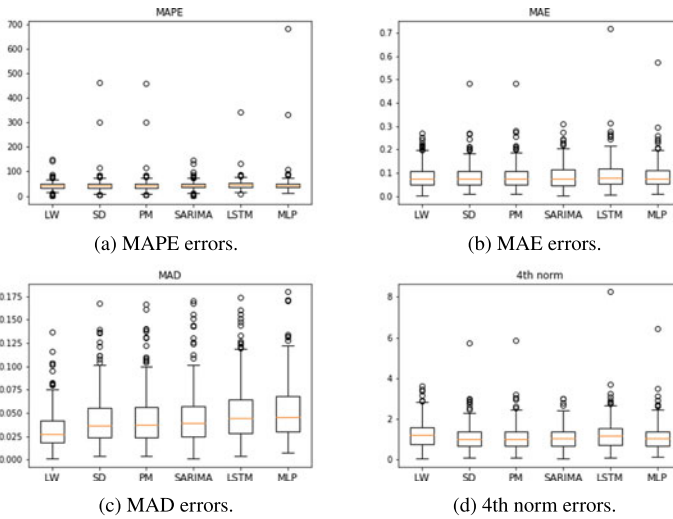 MAPE
700
600
500
400
300
200
100
0
LW SD PM SARIMA LSTM MLP
(a) MAPE errors.
MAE
0.7
0.6
0.5
0.4
0.3
0.2
0.1
0.0
LW SD PM SARIMA LSTM MLP
(b) MAE errors.
MAD
0.175
0.150
0.125
0.100
0.075
0.050
0.025
0.000
LW SD PM SARIMA LSTM MLP
(c) MAD errors.
4th norm
8
6
4
2
0
LW SD PM SARIMA LSTM MLP
(d) 4th norm errors.